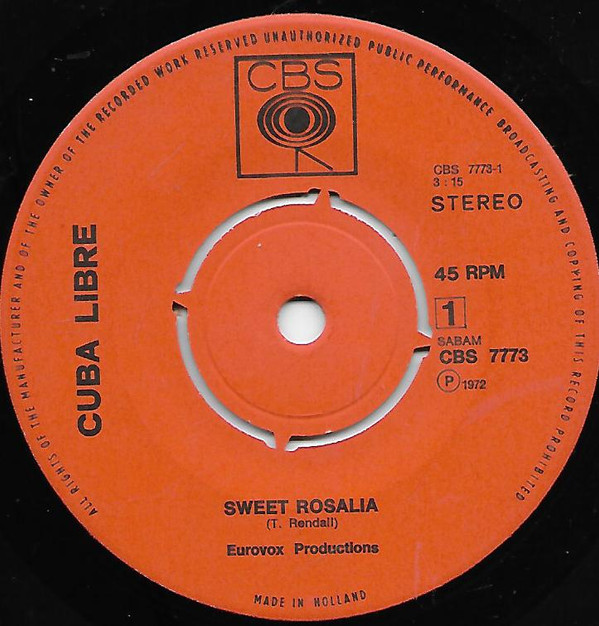 ALL RIGHTS OF THE MANUFACTURER AND OF THE OWNER OF THE RECORDED WORK RESERVED UNAUTHORIZED PUBLIC PERFORMANCE BROADCASTING AND COPYING OF THIS RECORD PROHIBITED
CBS
CBS 7773-1
3 : 15
STEREO
CUBA LIBRE
45 RPM
1
SABAM
CBS 7773
Ⓟ 1972
SWEET ROSALIA
(T. Rendall)
Eurovox Productions
MADE IN HOLLAND